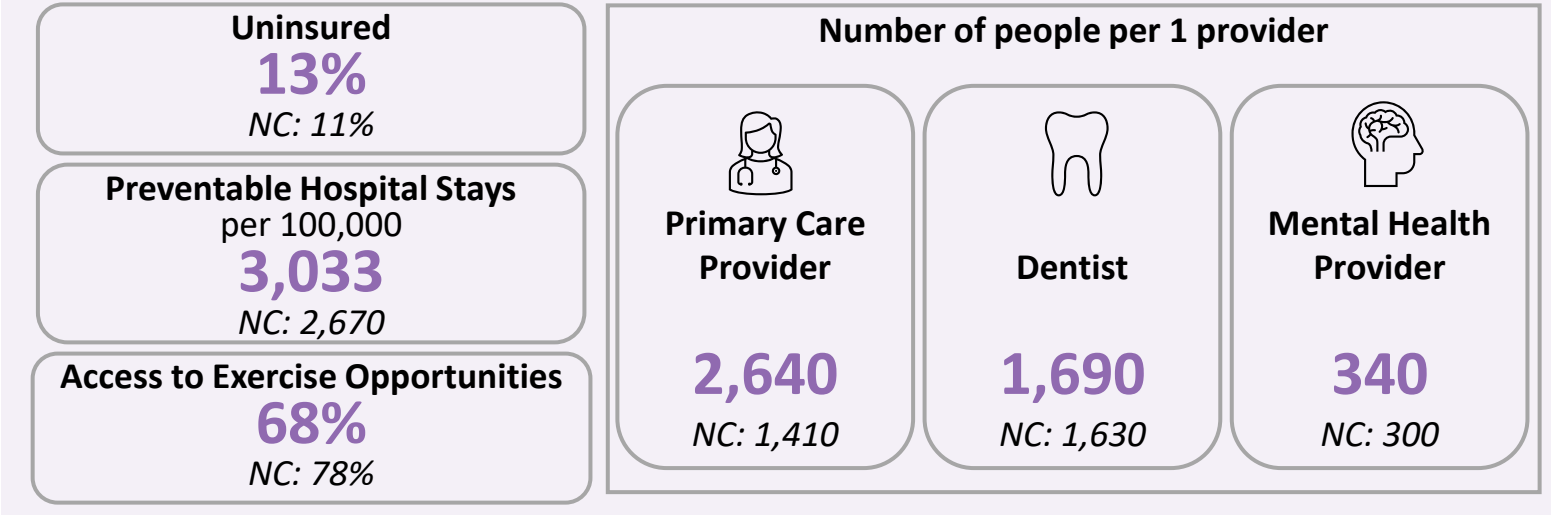 Uninsured
13%
NC: 11%
Preventable Hospital Stays
per 100,000
3,033
NC: 2,670
Access to Exercise Opportunities
68%
NC: 78%
Number of people per 1 provider
Primary Care
Provider
2,640
NC: 1,410
Dentist
1,690
NC: 1,630
Mental Health
Provider
340
NC: 300